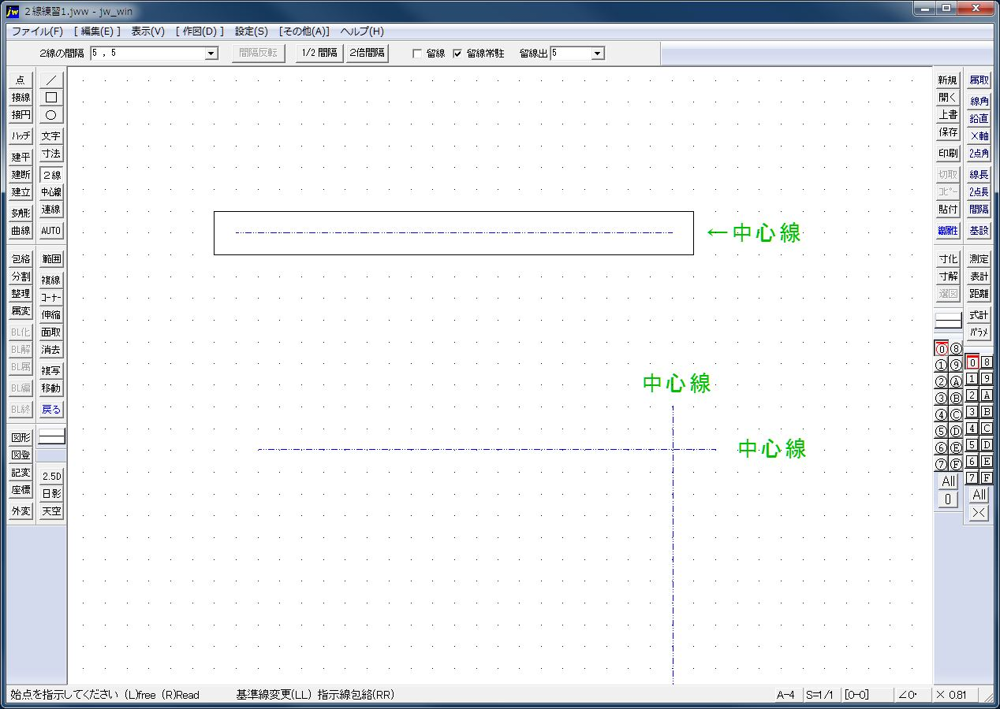 ２線練習1.jww - jw_win
ファイル(F) [ 編集(E) ] 表示(V) [ 作図(D) ] 設定(S) [その他(A)] ヘルプ(H)
2線の間隔 5 , 5 間隔反転 1/2 間隔 2倍間隔 留線 留線常駐 留線出 5
点 ／ 新規 属取
接線 □ 開く 線角
接円 ○ 上書 鉛直
ハッチ 文字 保存 X軸
建平 寸法 印刷 2点角
建断 ２線 切取 線長
建立 中心線 コピー 2点長
多角形 連線 貼付 間隔
曲線 AUTO 線属性 基設
←中心線
包絡 範囲 寸化 測定
分割 複線 寸解 表計
整理 コーナー 選図 距離
属変 伸縮 式計
BL化 面取 パラメ
BL解 消去
BL属 複写
BL編 移動
BL終 戻る
0 8 0 8
1 9 1 9
2 A 2 A
3 B 3 B
4 C 4 C
5 D 5 D
6 E 6 E
7 F 7 F
All All
0 ><
中心線
中心線
図形
図登
記変 2.5D
座標 日影
外変 天空
始点を指示してください (L)free (R)Read 基準線変更(LL) 指示線包絡(RR) A-4 S=1/1 [0-0] ∠0° × 0.81